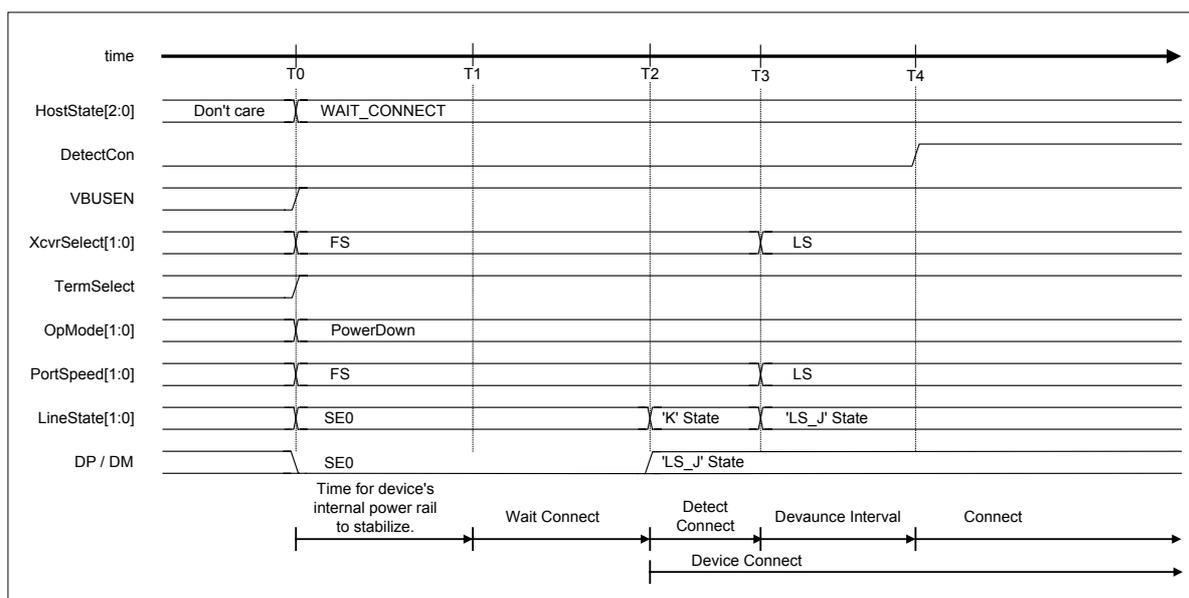 time
T0 T1 T2 T3 T4
HostState[2:0] Don't care WAIT_CONNECT
DetectCon
VBUSEN
XcvrSelect[1:0] FS LS
TermSelect
OpMode[1:0] PowerDown
PortSpeed[1:0] FS LS
LineState[1:0] SE0 'K' State 'LS_J' State
DP / DM SE0 'LS_J' State
Time for device's
internal power rail
to stabilize.
Wait Connect
Detect
Connect
Devaunce Interval
Connect
Device Connect